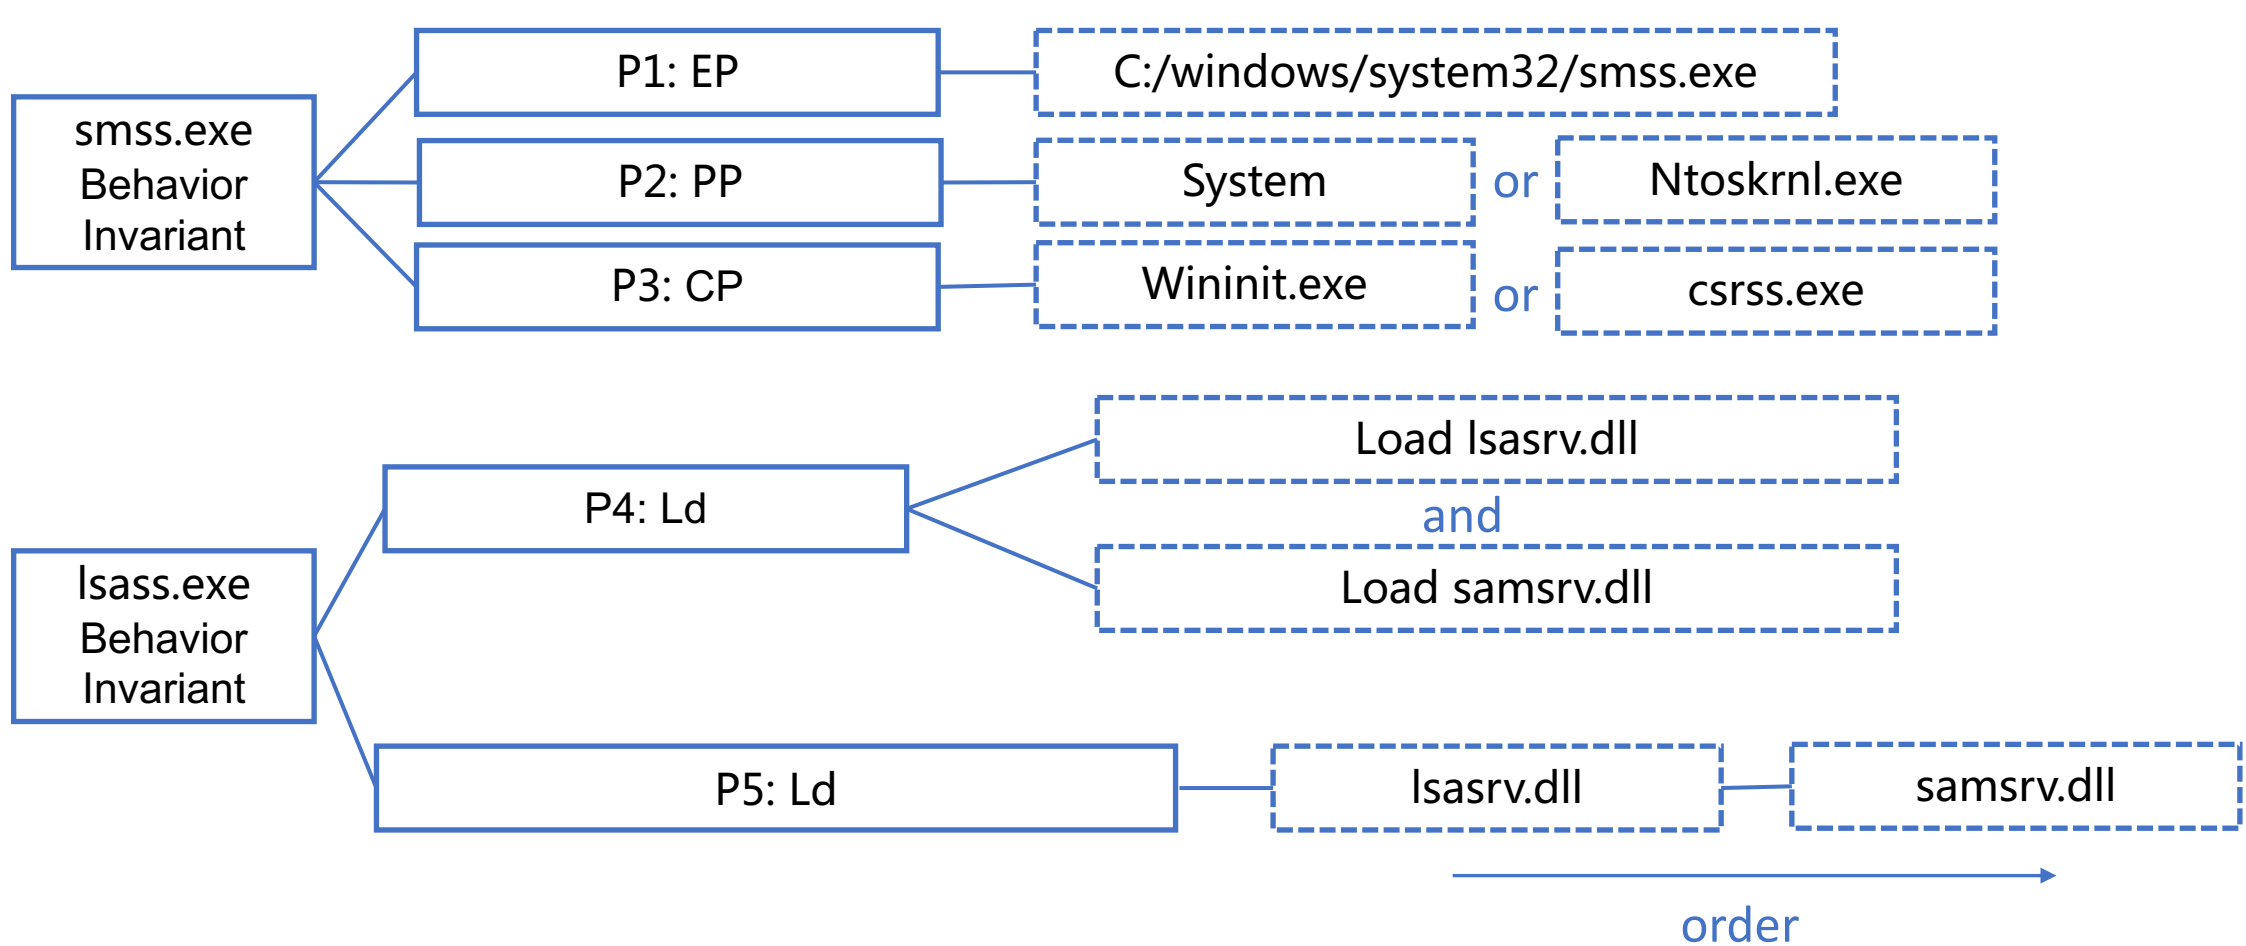 smss.exe
Behavior
Invariant
P1: EP
C:/windows/system32/smss.exe
P2: PP
System
or
Ntoskrnl.exe
P3: CP
Wininit.exe
or
csrss.exe
lsass.exe
Behavior
Invariant
P4: Ld
Load lsasrv.dll
and
Load samsrv.dll
P5: Ld
lsasrv.dll
samsrv.dll
order